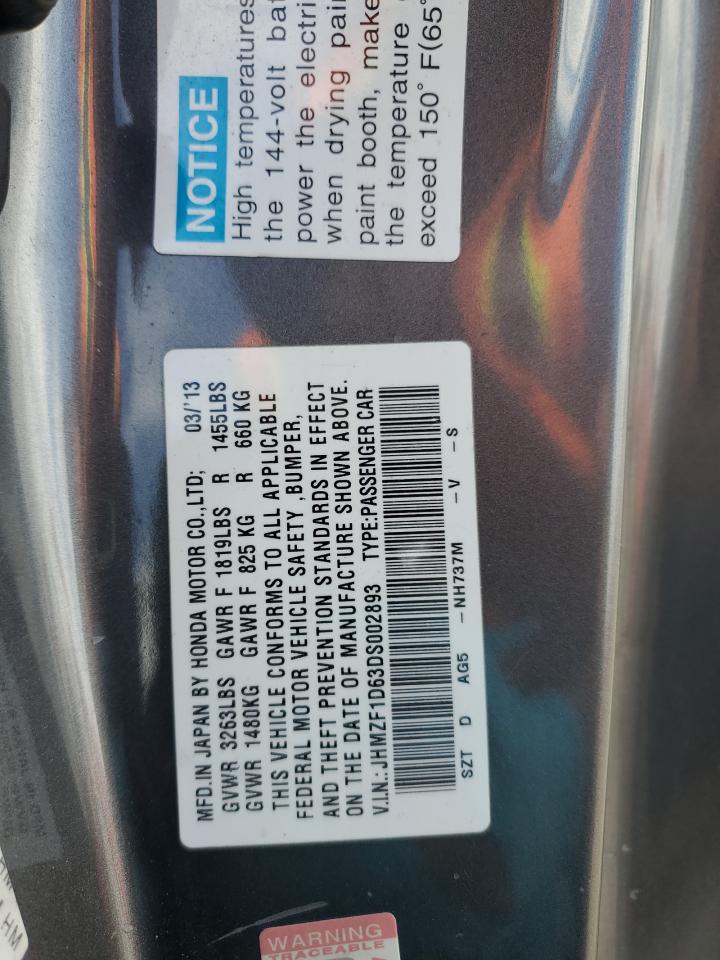 NOTICE
High temperatures
the 144-volt bat
power the electri
when drying pain
paint booth, make
the temperature
exceed 150° F(65°
MFD.IN JAPAN BY HONDA MOTOR CO.,LTD; 03/'13
GVWR 3263LBS GAWR F 1819LBS R 1455LBS
GVWR 1480KG GAWR F 825 KG R 660 KG
THIS VEHICLE CONFORMS TO ALL APPLICABLE
FEDERAL MOTOR VEHICLE SAFETY ,BUMPER,
AND THEFT PREVENTION STANDARDS IN EFFECT
ON THE DATE OF MANUFACTURE SHOWN ABOVE.
V.I.N.: JHMZF1D63DS002893 TYPE:PASSENGER CAR
SZT D AG5 -NH737M -V -S
WARNING
TRACEABLE
HM